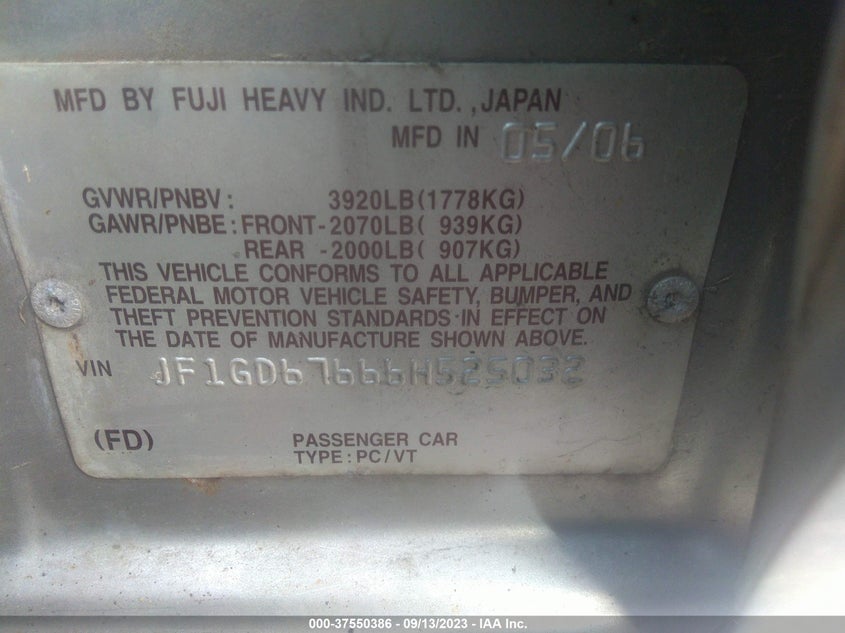 MFD BY FUJI HEAVY IND. LTD. ,JAPAN
MFD IN 05/06
GVWR/PNBV : 3920LB(1778KG)
GAWR/PNBE : FRONT-2070LB( 939KG)
REAR -2000LB( 907KG)
THIS VEHICLE CONFORMS TO ALL APPLICABLE
FEDERAL MOTOR VEHICLE SAFETY, BUMPER, AND
THEFT PREVENTION STANDARDS IN EFFECT ON
THE DATE OF MANUFACTURE SHOWN ABOVE.
VIN JF1GD67666H525032
(FD) PASSENGER CAR
TYPE : PC/VT
000-37550386 - 09/13/2023 - IAA Inc.